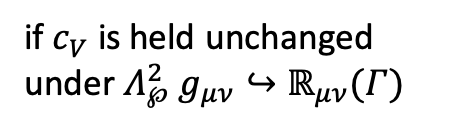 if c_V is held unchanged
under Λ_℘^2 g_μν ↪ ℝ_μν(Γ)